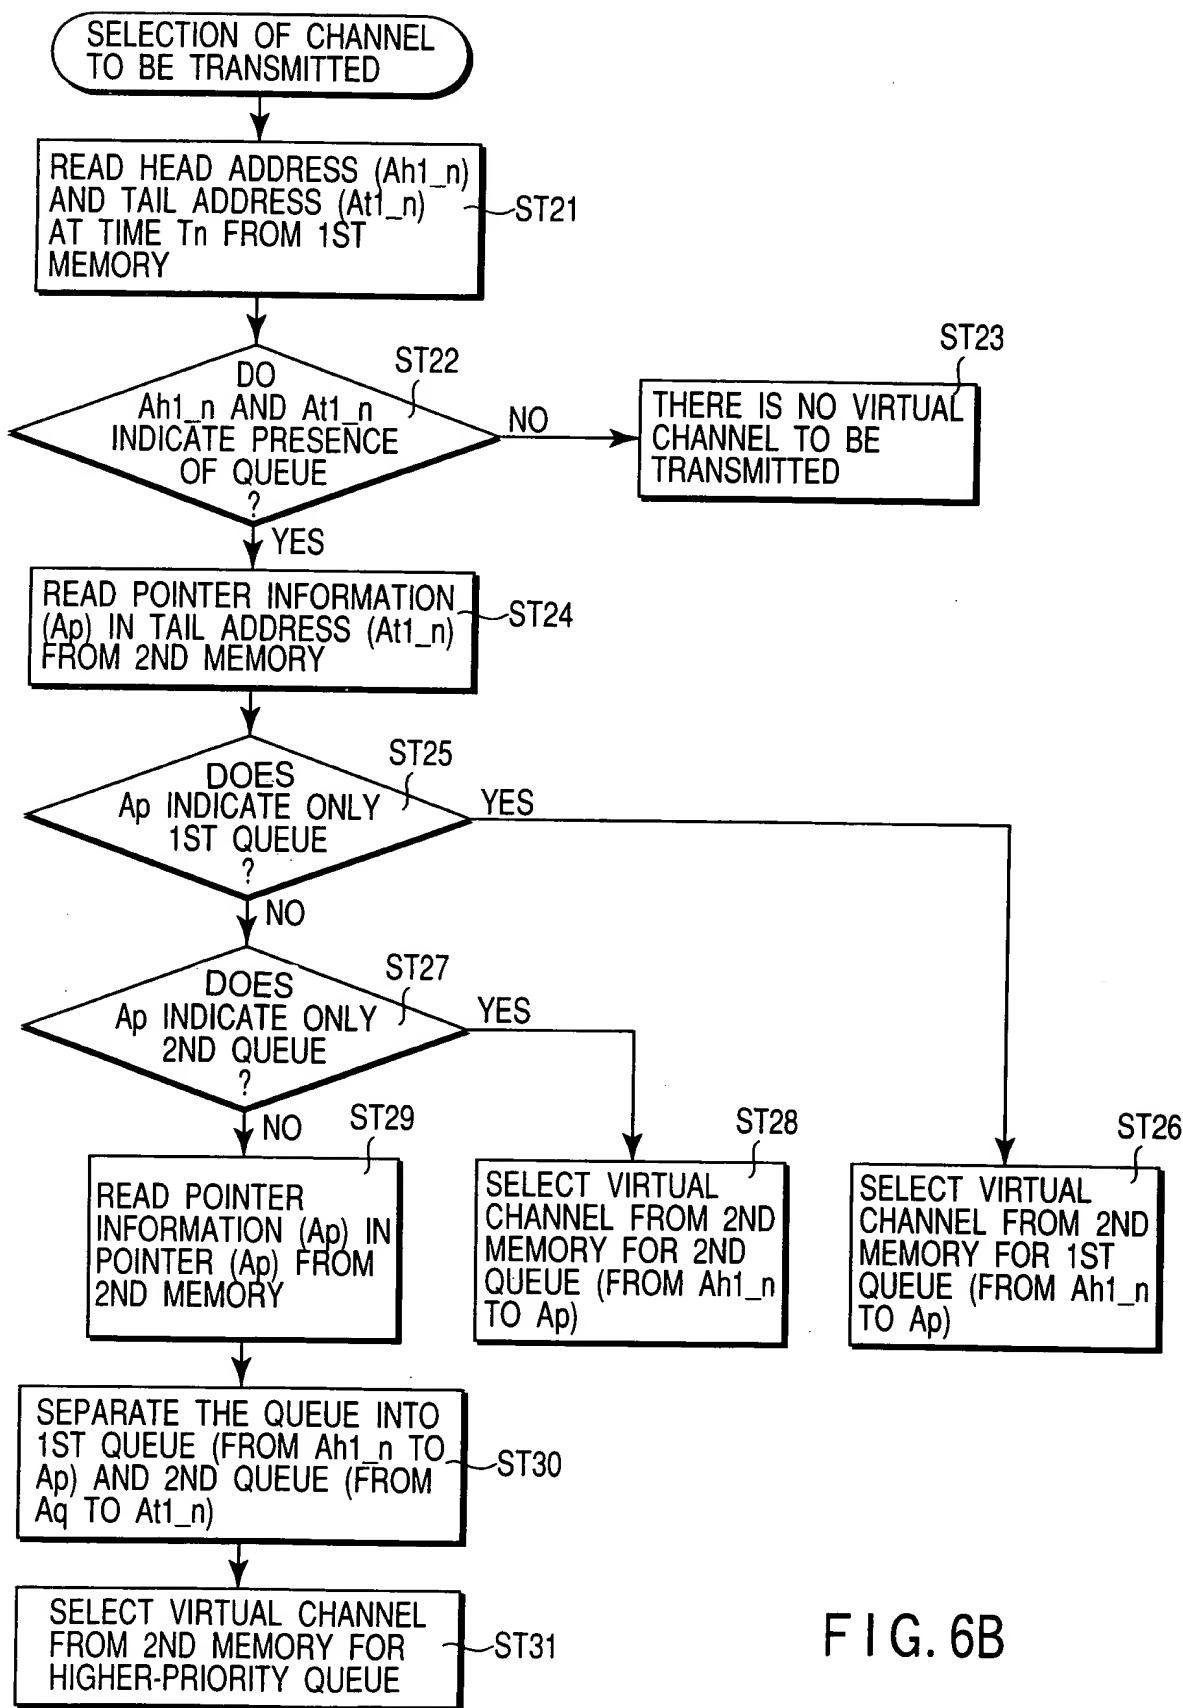 SELECTION OF CHANNEL
TO BE TRANSMITTED
READ HEAD ADDRESS (Ah1_n)
AND TAIL ADDRESS (At1_n)
AT TIME Tn FROM 1ST
MEMORY
ST21
DO
Ah1_n AND At1_n
INDICATE PRESENCE
OF QUEUE
?
ST22
NO
ST23
THERE IS NO VIRTUAL
CHANNEL TO BE
TRANSMITTED
YES
READ POINTER INFORMATION
(Ap) IN TAIL ADDRESS (At1_n)
FROM 2ND MEMORY
ST24
DOES
Ap INDICATE ONLY
1ST QUEUE
?
ST25
YES
NO
DOES
Ap INDICATE ONLY
2ND QUEUE
?
ST27
YES
NO
ST29
READ POINTER
INFORMATION (Ap) IN
POINTER (Ap) FROM
2ND MEMORY
ST28
SELECT VIRTUAL
CHANNEL FROM 2ND
MEMORY FOR 2ND
QUEUE (FROM Ah1_n
TO Ap)
ST26
SELECT VIRTUAL
CHANNEL FROM 2ND
MEMORY FOR 1ST
QUEUE (FROM Ah1_n
TO Ap)
SEPARATE THE QUEUE INTO
1ST QUEUE (FROM Ah1_n TO
Ap) AND 2ND QUEUE (FROM
Aq TO At1_n)
ST30
SELECT VIRTUAL CHANNEL
FROM 2ND MEMORY FOR
HIGHER-PRIORITY QUEUE
ST31
FIG. 6B